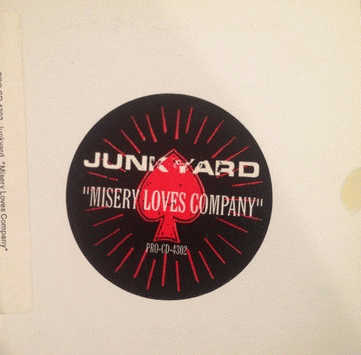 JUNKYARD
"MISERY LOVES COMPANY"
PRO-CD-4302
PRO-CD-4302 Junkyard "Misery Loves Company"